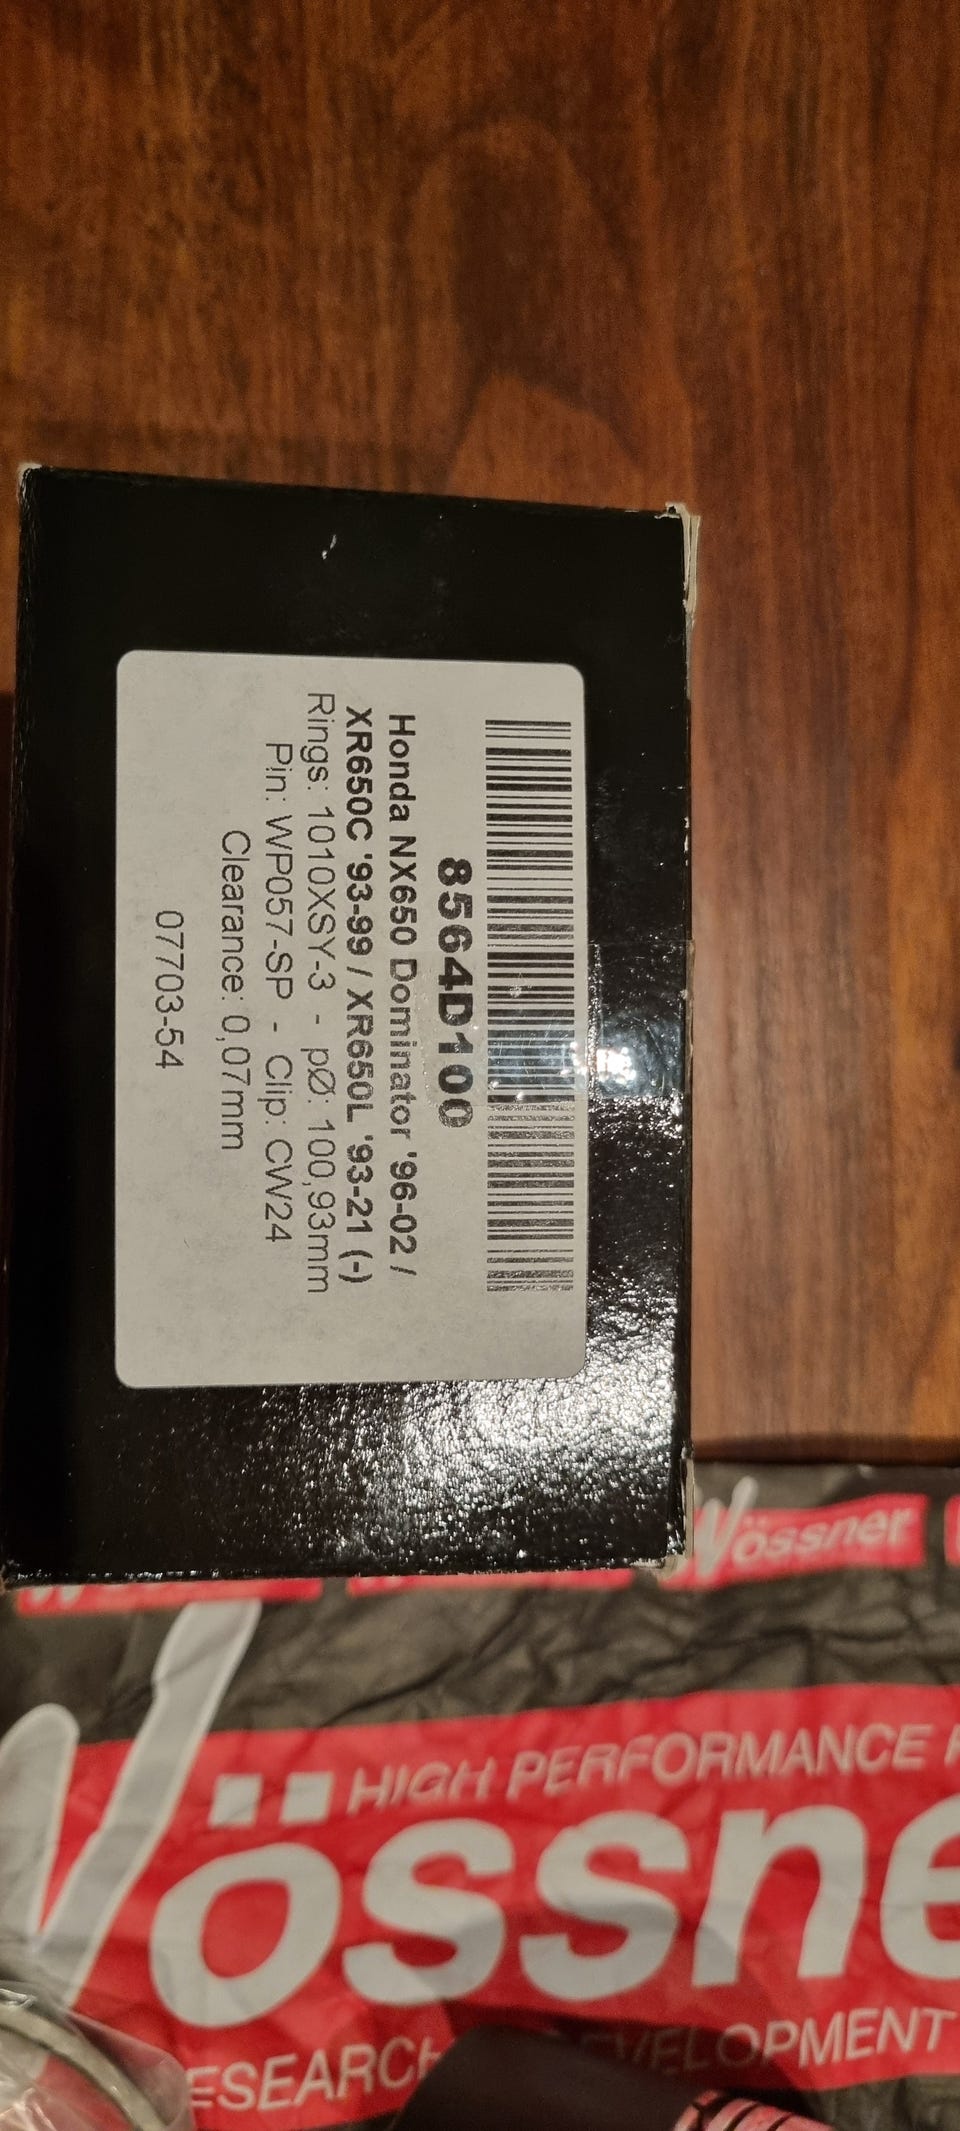 8564D100
Honda NX650 Dominator '96-02 /
XR650C '93-99 / XR650L '93-21 (-)
Rings: 1010XSY-3 - pØ: 100,93mm
Pin: WP057-SP - Clip: CW24
Clearance: 0,07mm
07703-54
Wössner
HIGH PERFORMANCE
Wössne
RESEARCH DEVELOPMENT